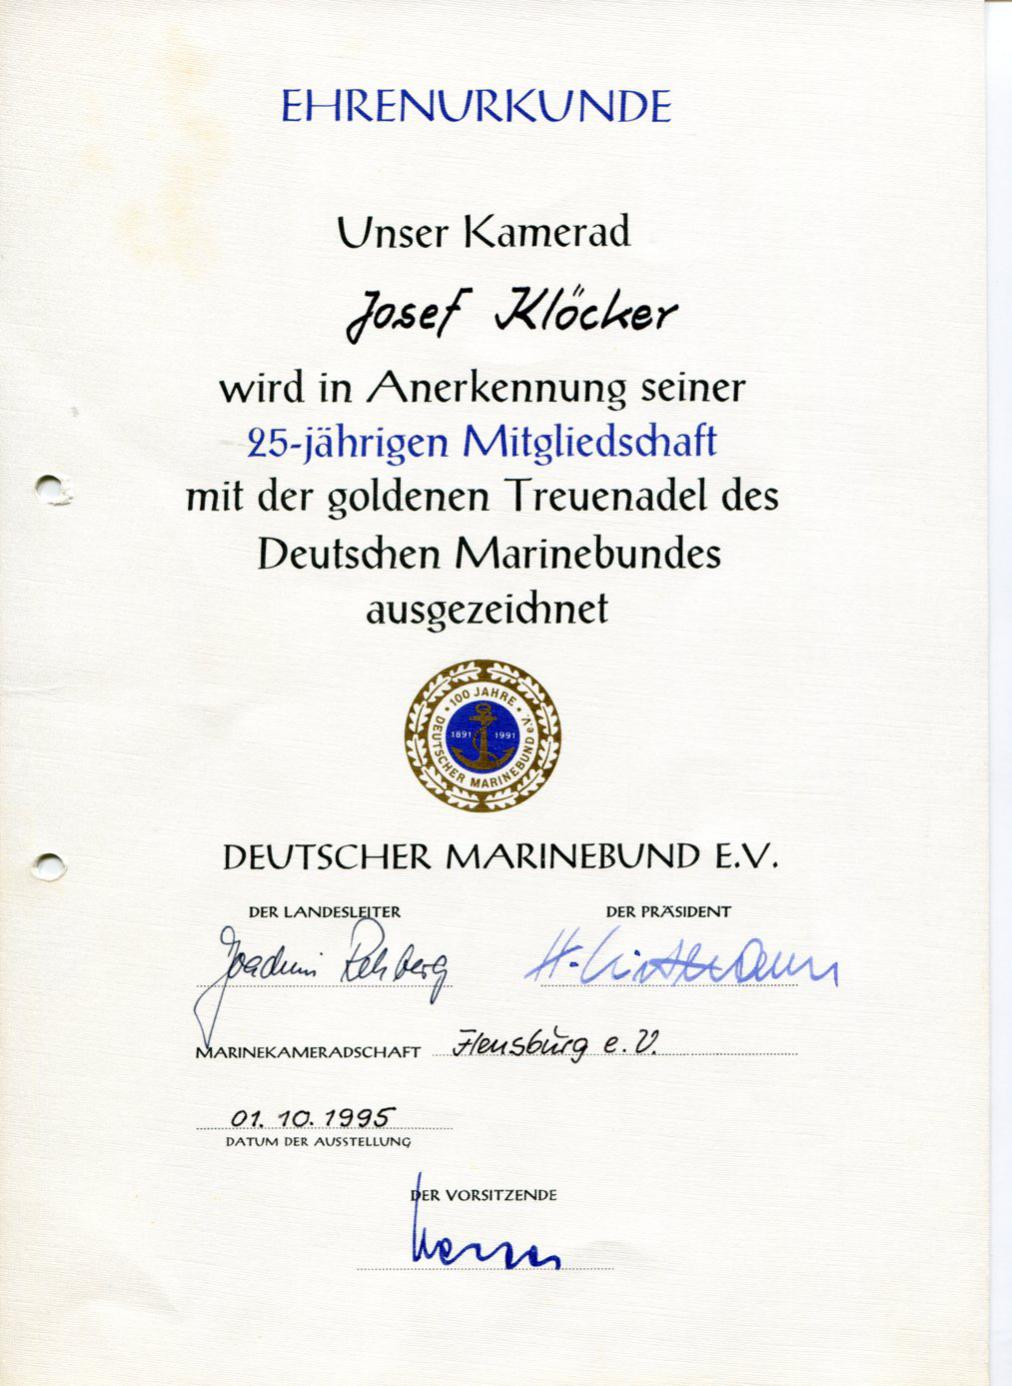 EHRENURKUNDE
Unser Kamerad
Josef Klöcker
wird in Anerkennung seiner
25-jährigen Mitgliedschaft
mit der goldenen Treuenadel des
Deutschen Marinebundes
ausgezeichnet
100 JAHRE
1891 1991
DEUTSCHER MARINEBUND e.V.
DEUTSCHER MARINEBUND E.V.
DER LANDESLEITER DER PRÄSIDENT
Joachim Rehberg H.
MARINEKAMERADSCHAFT Flensburg e.V.
01.10.1995
DATUM DER AUSSTELLUNG
DER VORSITZENDE